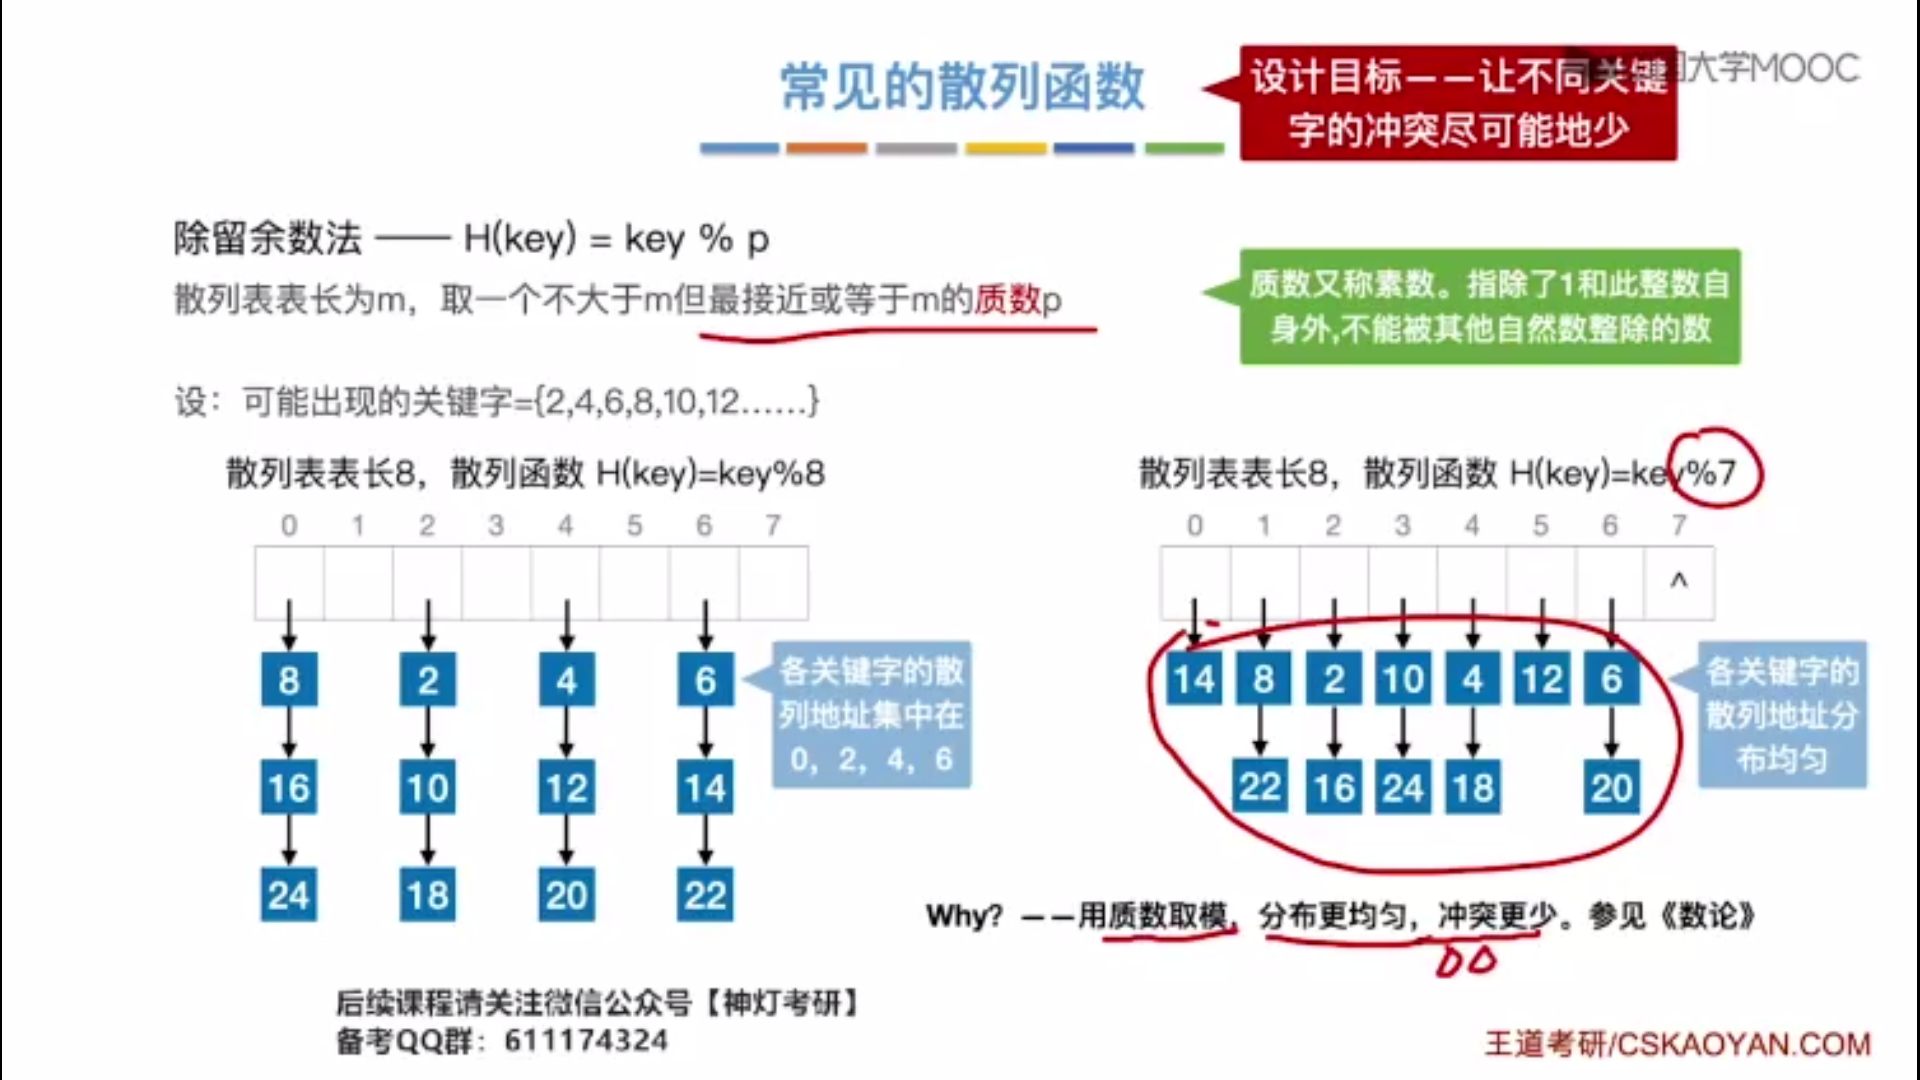 常见的散列函数
设计目标——让不同关键
字的冲突尽可能地少
大学MOOC
除留余数法 —— H(key) = key % p
散列表表长为m，取一个不大于m但最接近或等于m的质数p
质数又称素数。指除了1和此整数自
身外,不能被其他自然数整除的数
设：可能出现的关键字={2,4,6,8,10,12……}
散列表表长8，散列函数 H(key)=key%8
0 1 2 3 4 5 6 7
8 2 4 6
16 10 12 14
24 18 20 22
各关键字的散
列地址集中在
0，2，4，6
散列表表长8，散列函数 H(key)=key%7
0 1 2 3 4 5 6 7
^
14 8 2 10 4 12 6
22 16 24 18 20
各关键字的
散列地址分
布均匀
Why? ——用质数取模，分布更均匀，冲突更少。参见《数论》
后续课程请关注微信公众号【神灯考研】
备考QQ群：611174324
王道考研/CSKAOYAN.COM